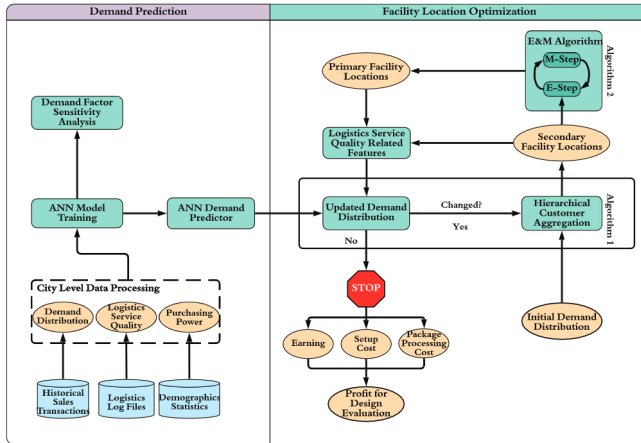 Demand Prediction
Facility Location Optimization
E&M Algorithm
M-Step
E-Step
Algorithm 2
Primary Facility
Locations
Demand Factor
Sensitivity
Analysis
Logistics Service
Quality Related
Features
Secondary
Facility Locations
ANN Model
Training
ANN Demand
Predictor
Updated Demand
Distribution
Changed?
Yes
Hierarchical
Customer
Aggregation
Algorithm 1
No
City Level Data Processing
Demand
Distribution
Logistics
Service
Quality
Purchasing
Power
STOP
Initial Demand
Distribution
Earning
Setup
Cost
Package
Processing
Cost
Historical
Sales
Transactions
Logistics
Log Files
Demographics
Statistics
Profit for
Design
Evaluation